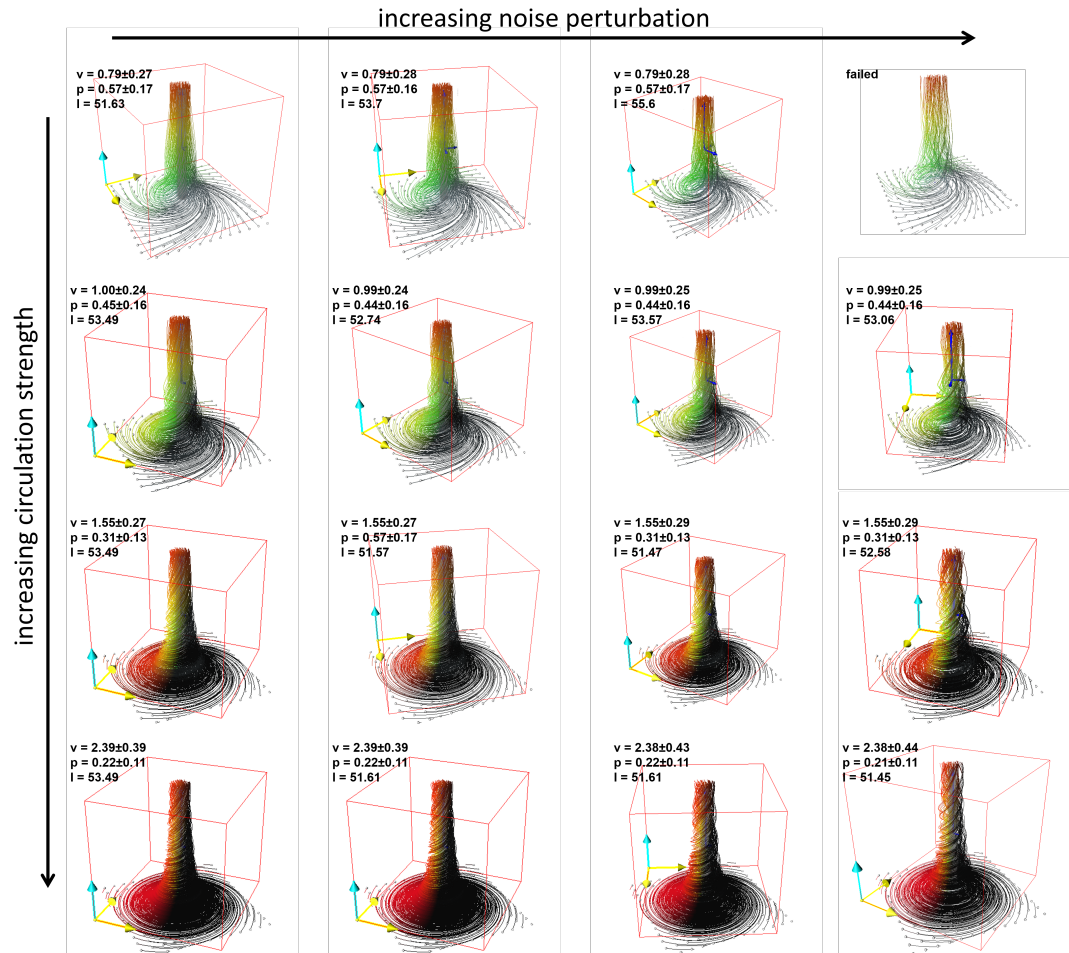 increasing noise perturbation
increasing circulation strength
v = 0.79±0.27
p = 0.57±0.17
l = 51.63
v = 0.79±0.28
p = 0.57±0.16
l = 53.7
v = 0.79±0.28
p = 0.57±0.17
l = 55.6
failed
v = 1.00±0.24
p = 0.45±0.16
l = 53.49
v = 0.99±0.24
p = 0.44±0.16
l = 52.74
v = 0.99±0.25
p = 0.44±0.16
l = 53.57
v = 0.99±0.25
p = 0.44±0.16
l = 53.06
v = 1.55±0.27
p = 0.31±0.13
l = 53.49
v = 1.55±0.27
p = 0.57±0.17
l = 51.57
v = 1.55±0.29
p = 0.31±0.13
l = 51.47
v = 1.55±0.29
p = 0.31±0.13
l = 52.58
v = 2.39±0.39
p = 0.22±0.11
l = 53.49
v = 2.39±0.39
p = 0.22±0.11
l = 51.61
v = 2.38±0.43
p = 0.22±0.11
l = 51.61
v = 2.38±0.44
p = 0.21±0.11
l = 51.45